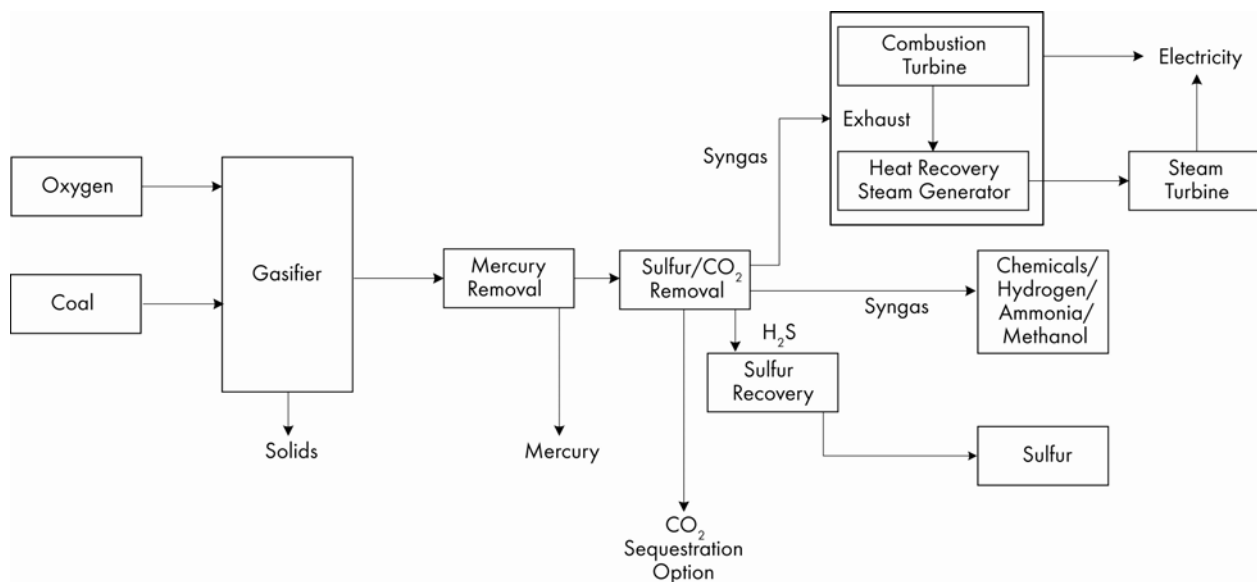 Oxygen
Coal
Gasifier
Solids
Mercury
Removal
Mercury
Sulfur/CO₂
Removal
CO₂
Sequestration
Option
H₂S
Sulfur
Recovery
Sulfur
Syngas
Syngas
Chemicals/
Hydrogen/
Ammonia/
Methanol
Combustion
Turbine
Exhaust
Heat Recovery
Steam Generator
Steam
Turbine
Electricity